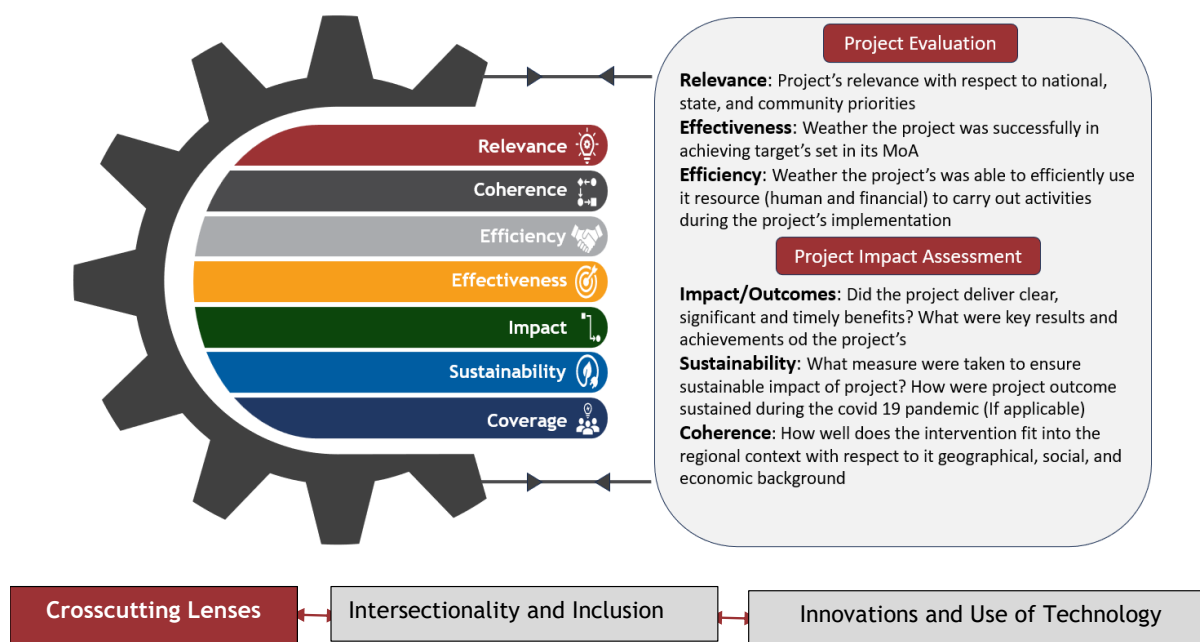 Relevance
Coherence
Efficiency
Effectiveness
Impact
Sustainability
Coverage
Project Evaluation
Relevance: Project’s relevance with respect to national,
state, and community priorities
Effectiveness: Weather the project was successfully in
achieving target’s set in its MoA
Efficiency: Weather the project’s was able to efficiently use
it resource (human and financial) to carry out activities
during the project’s implementation
Project Impact Assessment
Impact/Outcomes: Did the project deliver clear,
significant and timely benefits? What were key results and
achievements od the project’s
Sustainability: What measure were taken to ensure
sustainable impact of project? How were project outcome
sustained during the covid 19 pandemic (If applicable)
Coherence: How well does the intervention fit into the
regional context with respect to it geographical, social, and
economic background
Crosscutting Lenses
Intersectionality and Inclusion
Innovations and Use of Technology